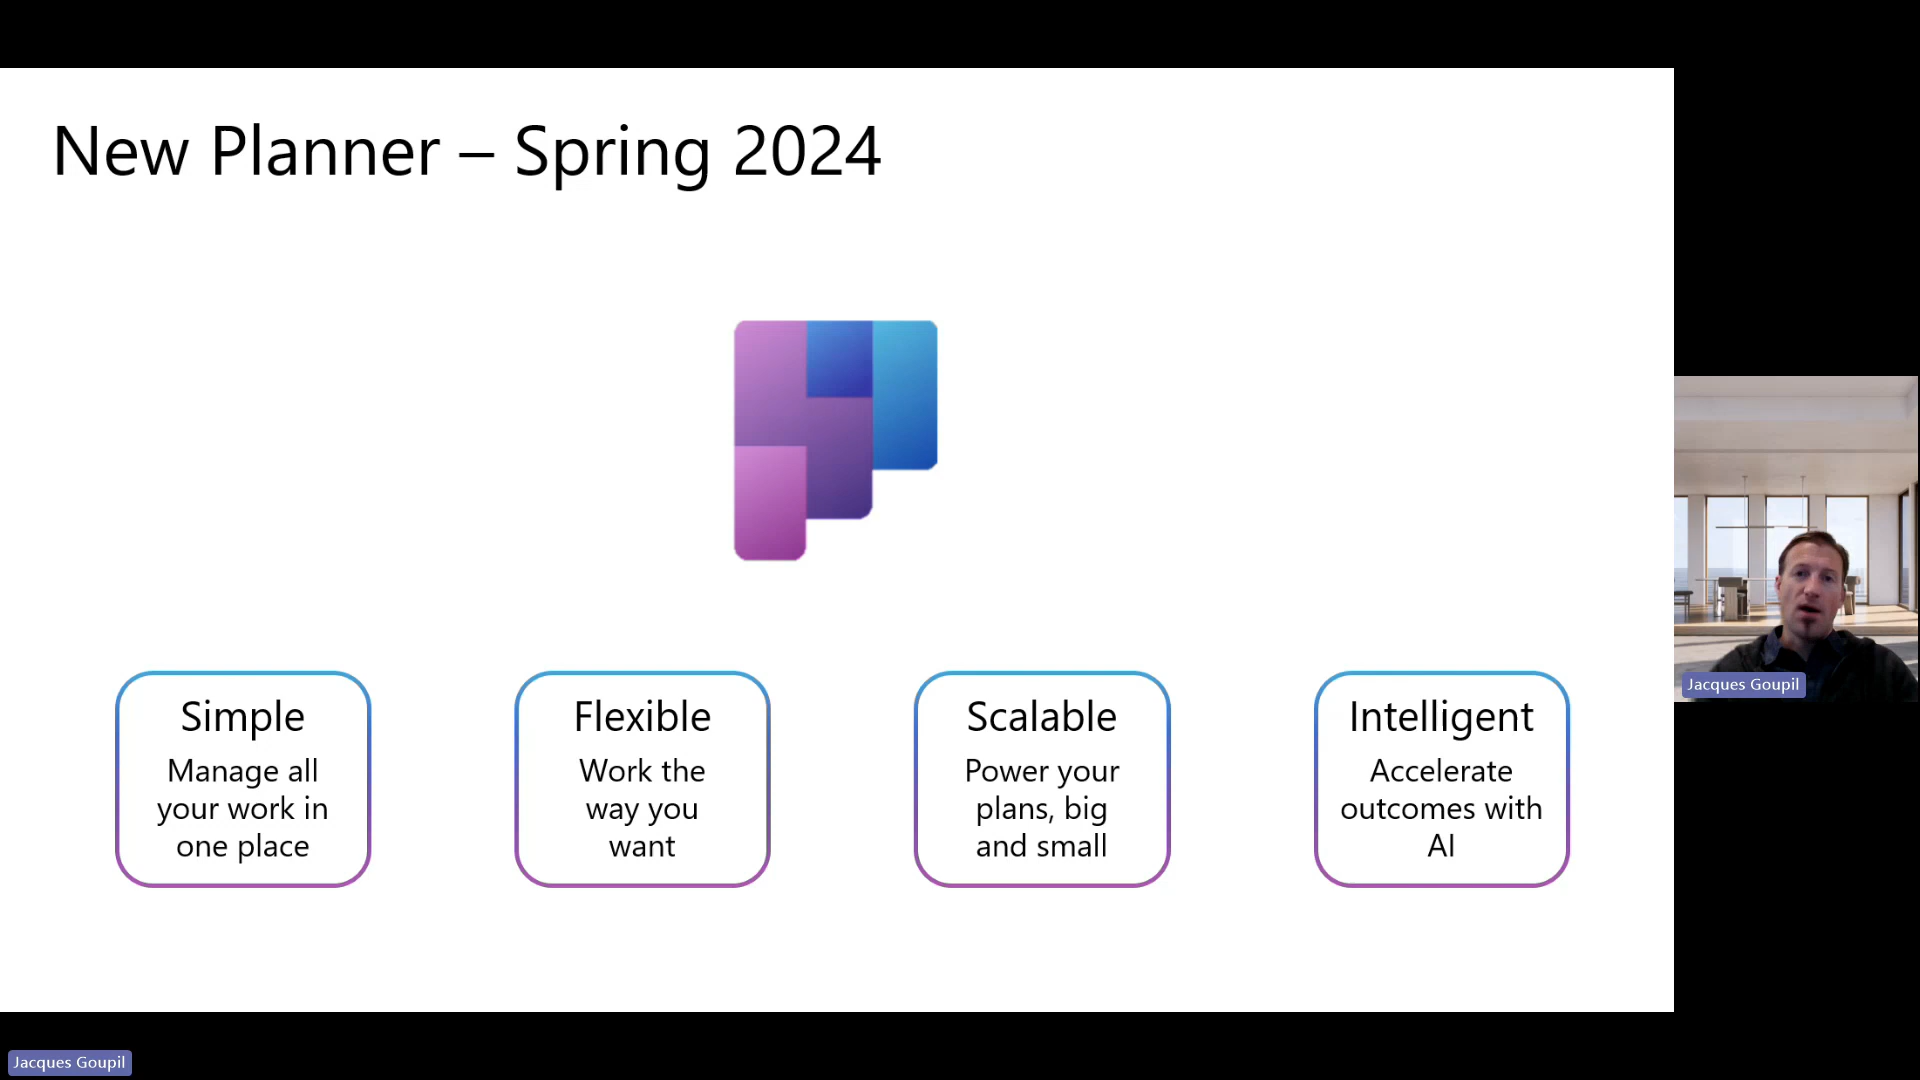 New Planner – Spring 2024
Simple
Manage all
your work in
one place
Flexible
Work the
way you
want
Scalable
Power your
plans, big
and small
Intelligent
Accelerate
outcomes with
AI
Jacques Goupil
Jacques Goupil